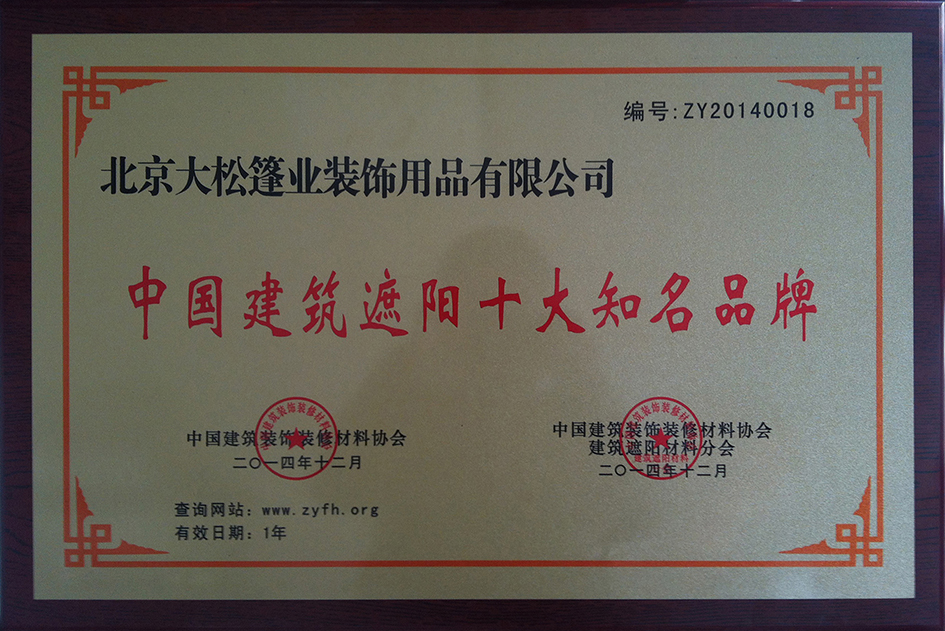 编号:ZY20140018
北京大松篷业装饰用品有限公司
中国建筑遮阳十大知名品牌
中国建筑装饰装修材料协会
二〇一四年十二月
中国建筑装饰装修材料协会
建筑遮阳材料分会
二〇一四年十二月
查询网站: www.zyfh.org
有效日期: 1年